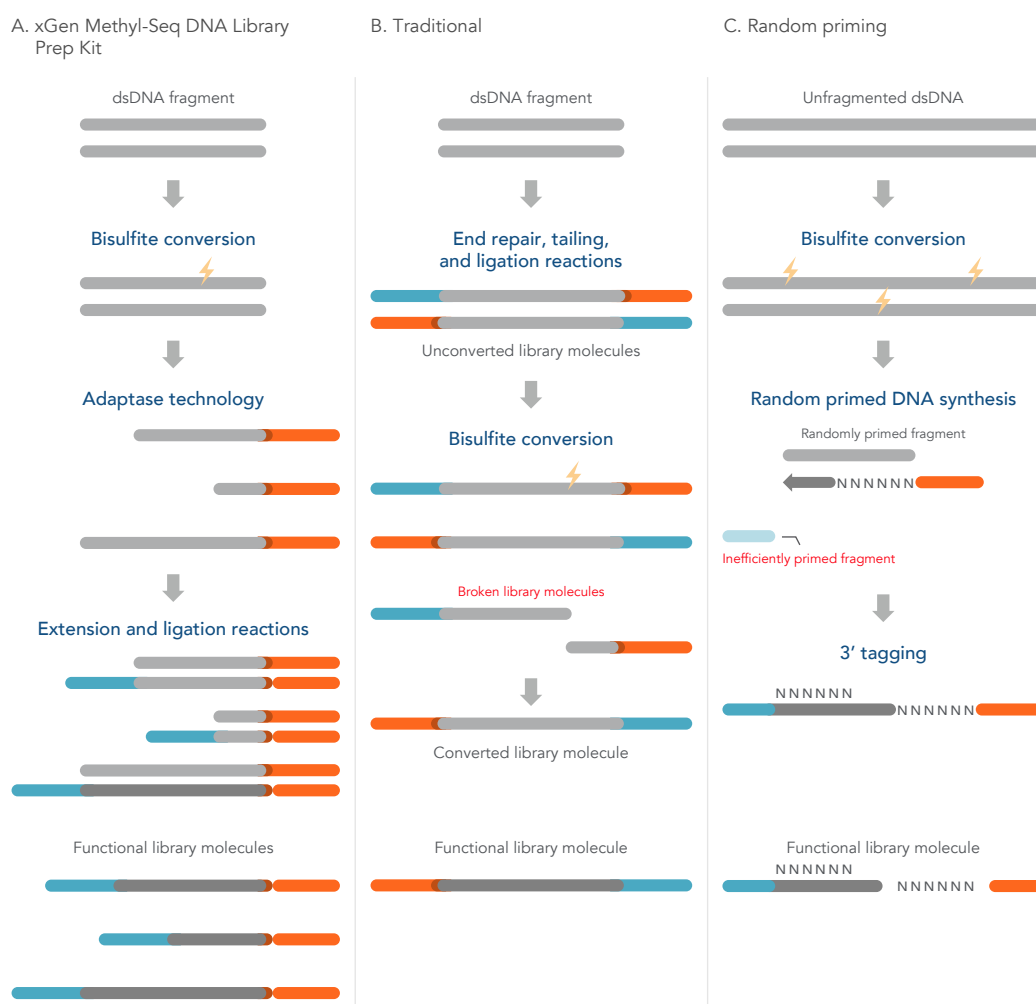 A. xGen Methyl-Seq DNA Library
Prep Kit
dsDNA fragment
Bisulfite conversion
Adaptase technology
Extension and ligation reactions
Functional library molecules
B. Traditional
dsDNA fragment
End repair, tailing,
and ligation reactions
Unconverted library molecules
Bisulfite conversion
Broken library molecules
Converted library molecule
Functional library molecule
C. Random priming
Unfragmented dsDNA
Bisulfite conversion
Random primed DNA synthesis
Randomly primed fragment
NNNNNN
Inefficiently primed fragment
3’ tagging
NNNNNN
NNNNNN
Functional library molecule
NNNNNN
NNNNNN